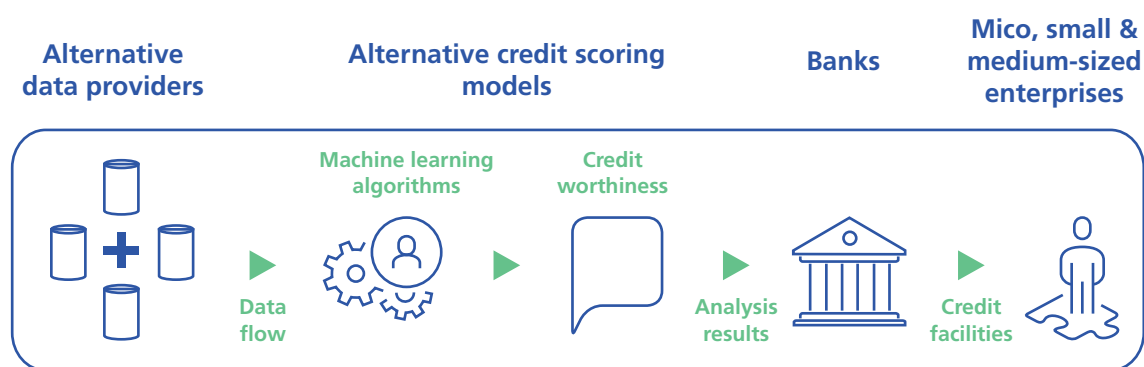 Alternative
data providers
Alternative credit scoring
models
Banks
Mico, small &
medium-sized
enterprises
Machine learning
algorithms
Credit
worthiness
Data
flow
Analysis
results
Credit
facilities